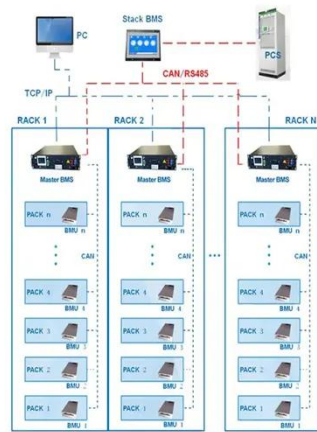 PC
Stack BMS
PCS
CAN/RS485
TCP/IP
RACK 1
RACK 2
RACK N
Master BMS
Master BMS
Master BMS
PACK n
BMU n
PACK n
BMU n
PACK n
BMU n
CAN
CAN
CAN
PACK 4
BMU 4
PACK 4
BMU 4
PACK 4
BMU 4
PACK 3
BMU 3
PACK 3
BMU 3
PACK 3
BMU 3
PACK 2
BMU 2
PACK 2
BMU 2
PACK 2
BMU 2
PACK 1
BMU 1
PACK 1
BMU 1
PACK 1
BMU 1